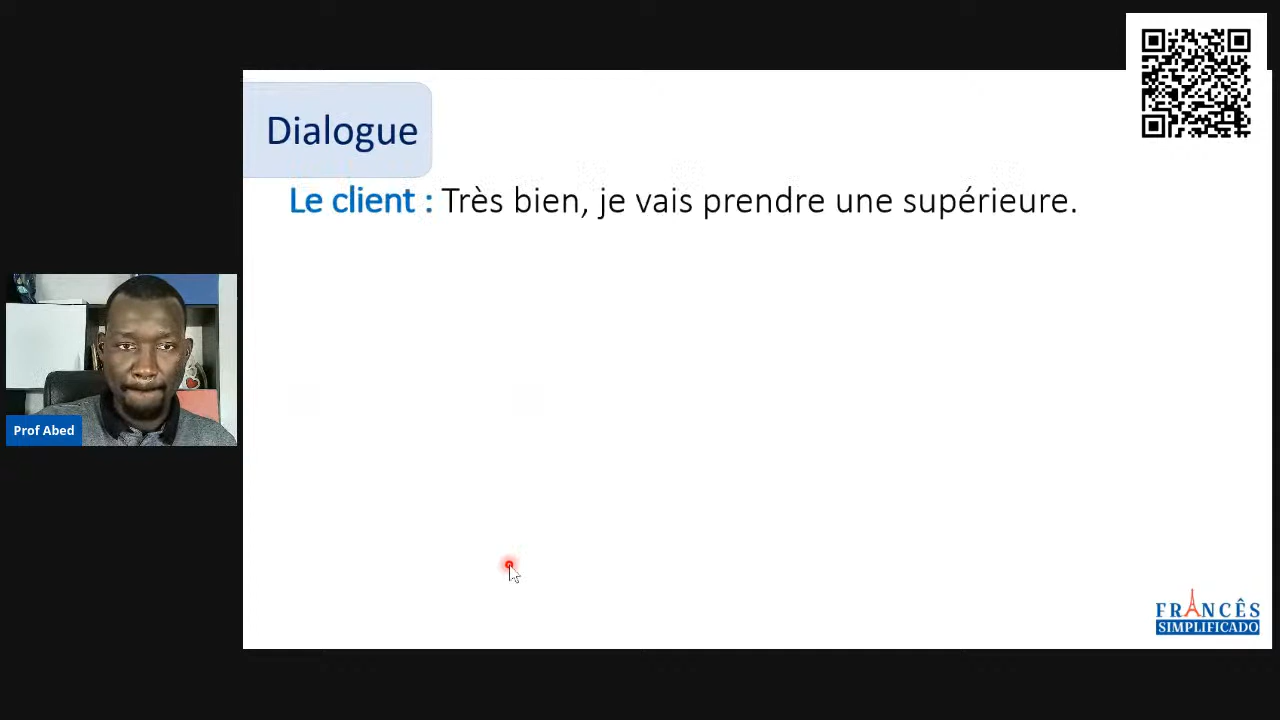 Dialogue
Le client : Très bien, je vais prendre une supérieure.
Prof Abed
FRANCÊS
SIMPLIFICADO